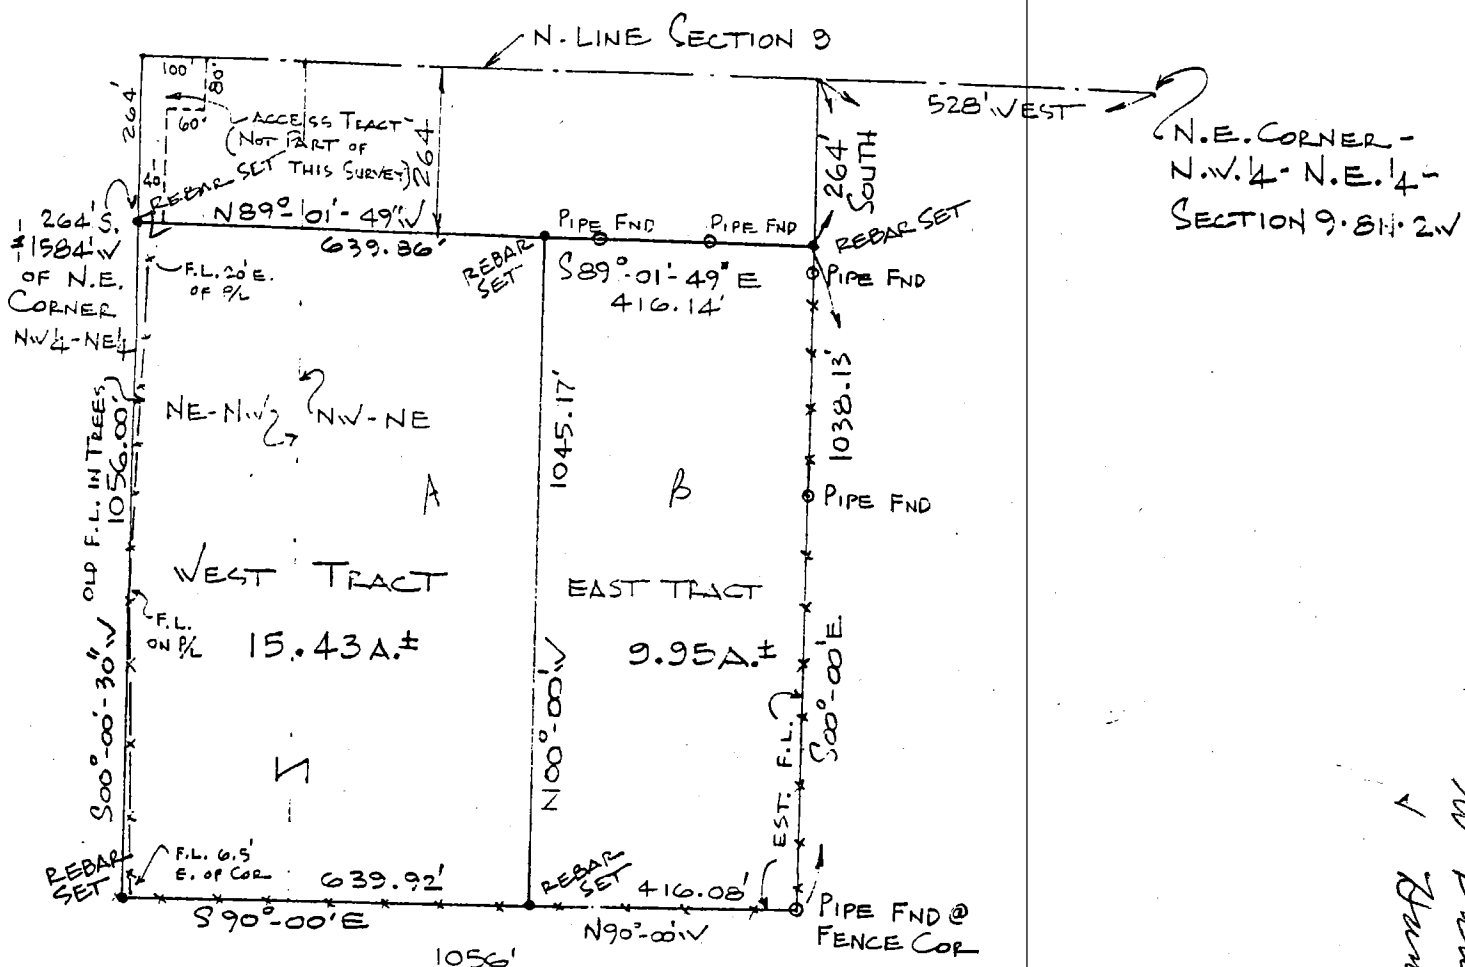 N. LINE SECTION 9
100'
80'
264'
60'
40'
ACCESS TRACT
(NOT PART OF
THIS SURVEY)
264'
264'
SOUTH
528' WEST
N.E. CORNER -
N.W. 1/4 - N.E. 1/4 -
SECTION 9-81N-2W
REBAR SET
264' S.
1584' W
OF N.E.
CORNER
NW 1/4 - NE 1/4
N89°-01'-49"W
639.86'
REBAR
SET
PIPE FND
PIPE FND
S89°-01'-49"E
416.14'
REBAR SET
PIPE FND
F.L. 20' E.
OF P/L
NE-NW
NW-NE
OLD F.L. IN TREES
1056.00'
S00°-00'-30"W
1045.17'
N00°-00'W
1038.13'
S00°-00'E
PIPE FND
A
B
WEST TRACT
15.43 A.±
EAST TRACT
9.95 A.±
F.L.
ON P/L
EST. F.L.
N
REBAR
SET
F.L. 6.5'
E. OF COR
639.92'
S90°-00'E
REBAR
SET
416.08'
N90°-00'W
PIPE FND @
FENCE COR
1056'